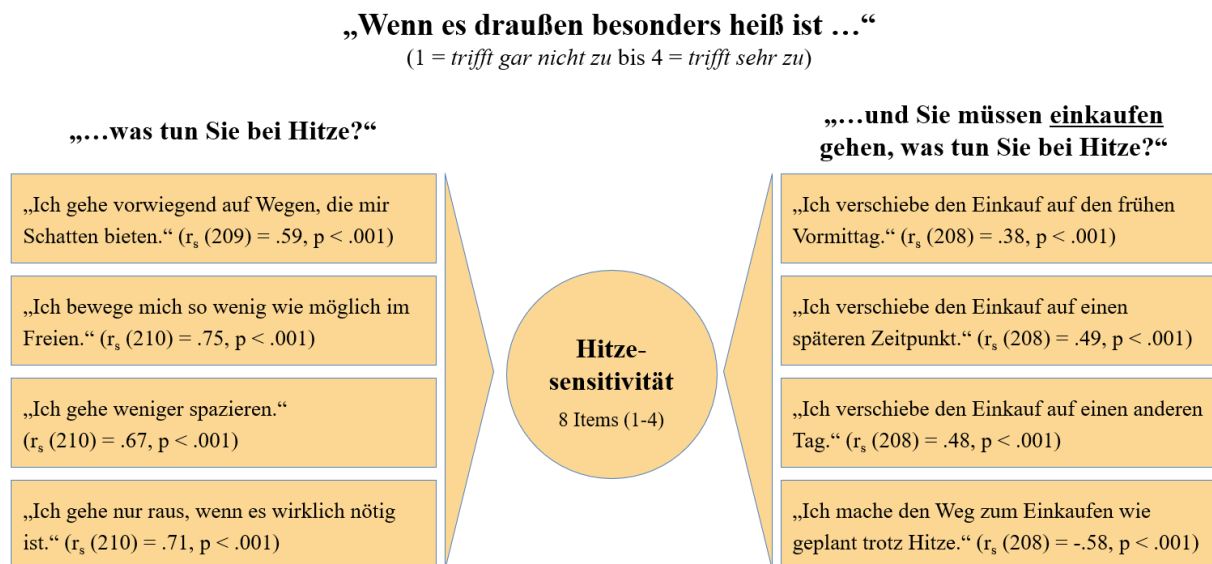 „Wenn es draußen besonders heiß ist …“
(1 = trifft gar nicht zu bis 4 = trifft sehr zu)
„…was tun Sie bei Hitze?“
„Ich gehe vorwiegend auf Wegen, die mir
Schatten bieten.“ (rs (209) = .59, p < .001)
„Ich bewege mich so wenig wie möglich im
Freien.“ (rs (210) = .75, p < .001)
„Ich gehe weniger spazieren.“
(rs (210) = .67, p < .001)
„Ich gehe nur raus, wenn es wirklich nötig
ist.“ (rs (210) = .71, p < .001)
Hitze-
sensitivität
8 Items (1-4)
„…und Sie müssen einkaufen
gehen, was tun Sie bei Hitze?“
„Ich verschiebe den Einkauf auf den frühen
Vormittag.“ (rs (208) = .38, p < .001)
„Ich verschiebe den Einkauf auf einen
späteren Zeitpunkt.“ (rs (208) = .49, p < .001)
„Ich verschiebe den Einkauf auf einen anderen
Tag.“ (rs (208) = .48, p < .001)
„Ich mache den Weg zum Einkaufen wie
geplant trotz Hitze.“ (rs (208) = -.58, p < .001)